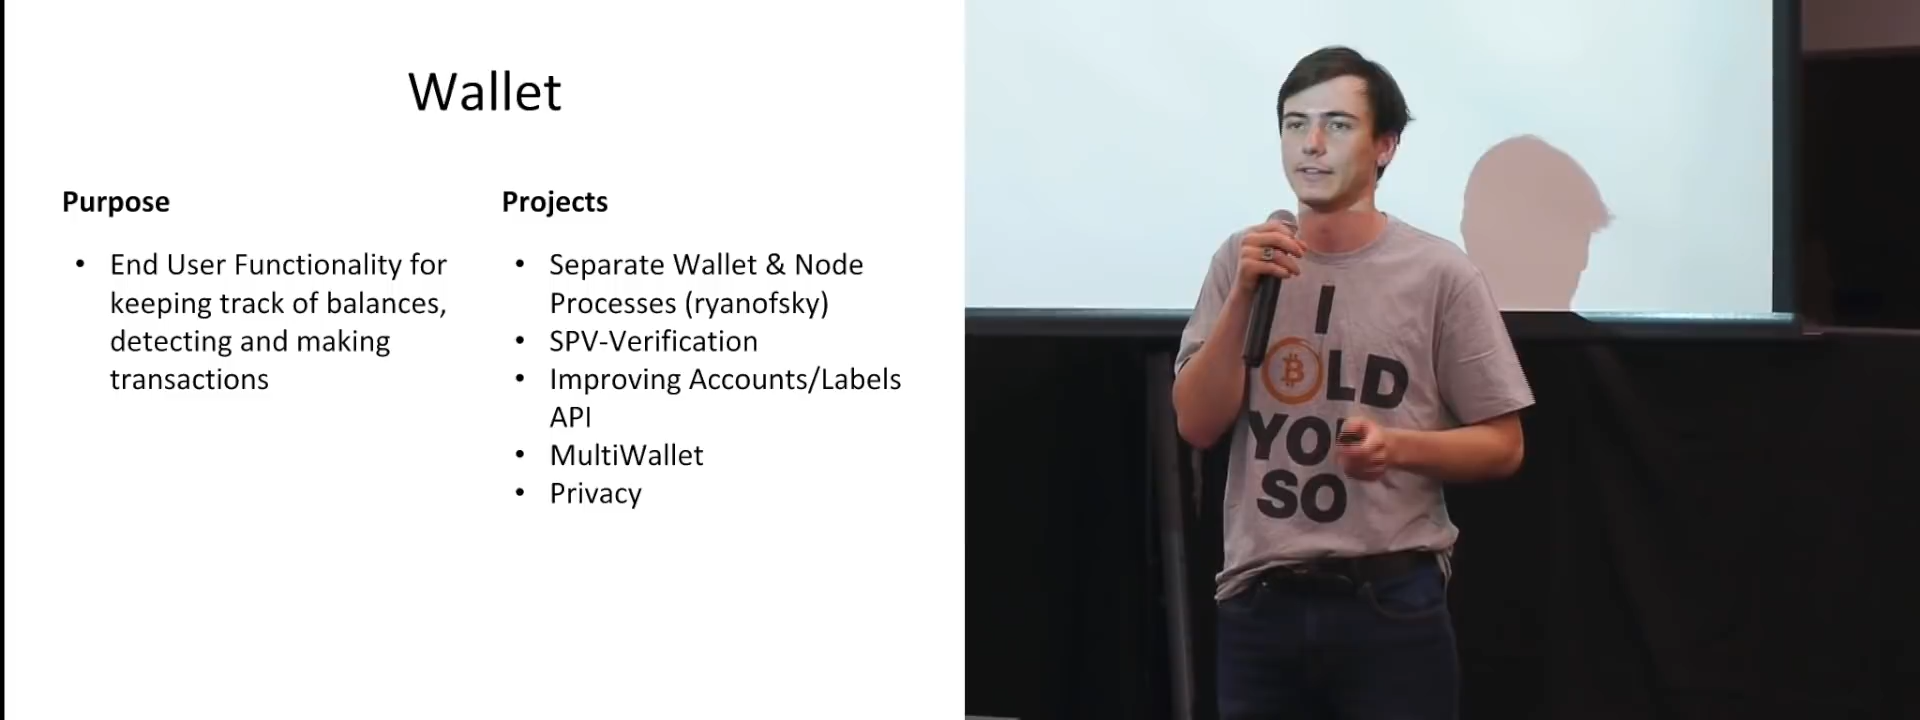 Wallet
Purpose
• End User Functionality for
keeping track of balances,
detecting and making
transactions
Projects
• Separate Wallet & Node
Processes (ryanofsky)
• SPV-Verification
• Improving Accounts/Labels
API
• MultiWallet
• Privacy
I
₿LD
YO
SO